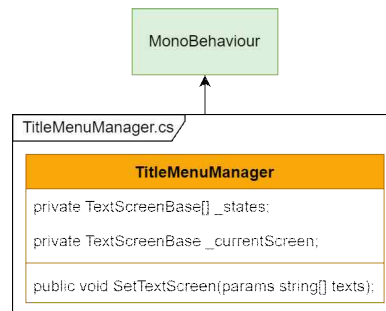 MonoBehaviour
TitleMenuManager.cs
TitleMenuManager
private TextScreenBase[] _states;
private TextScreenBase _currentScreen;
public void SetTextScreen(params string[] texts);